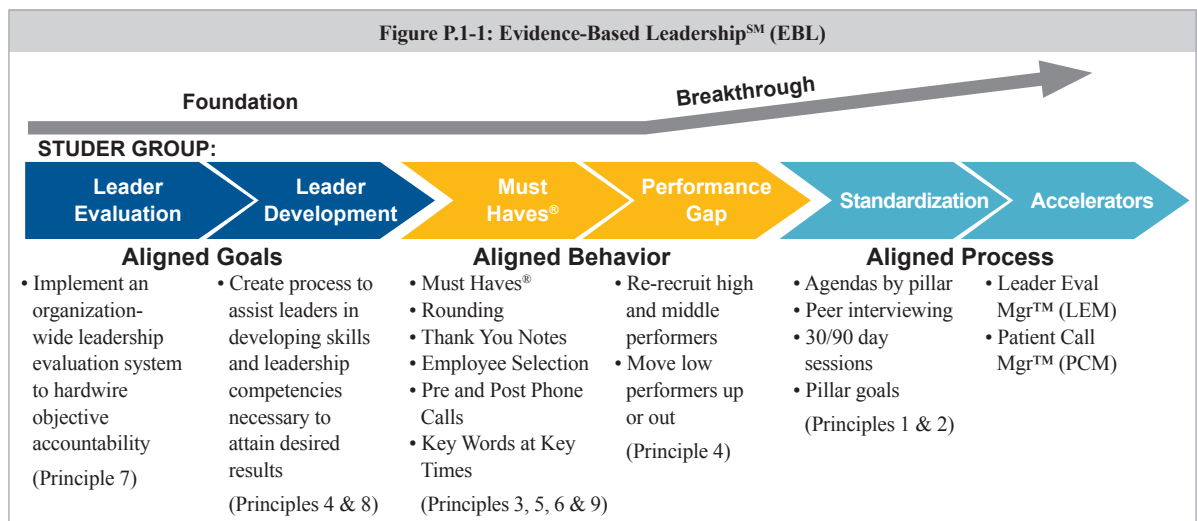 Figure P.1-1: Evidence-Based Leadership℠ (EBL)
Foundation
Breakthrough
STUDER GROUP:
Leader
Evaluation
Leader
Development
Must
Haves®
Performance
Gap
Standardization
Accelerators
Aligned Goals
• Implement an
organization-
wide leadership
evaluation system
to hardwire
objective
accountability
(Principle 7)
• Create process to
assist leaders in
developing skills
and leadership
competencies
necessary to
attain desired
results
(Principles 4 & 8)
Aligned Behavior
• Must Haves®
• Rounding
• Thank You Notes
• Employee Selection
• Pre and Post Phone
Calls
• Key Words at Key
Times
(Principles 3, 5, 6 & 9)
• Re-recruit high
and middle
performers
• Move low
performers up
or out
(Principle 4)
Aligned Process
• Agendas by pillar
• Peer interviewing
• 30/90 day
sessions
• Pillar goals
(Principles 1 & 2)
• Leader Eval
Mgr™ (LEM)
• Patient Call
Mgr™ (PCM)